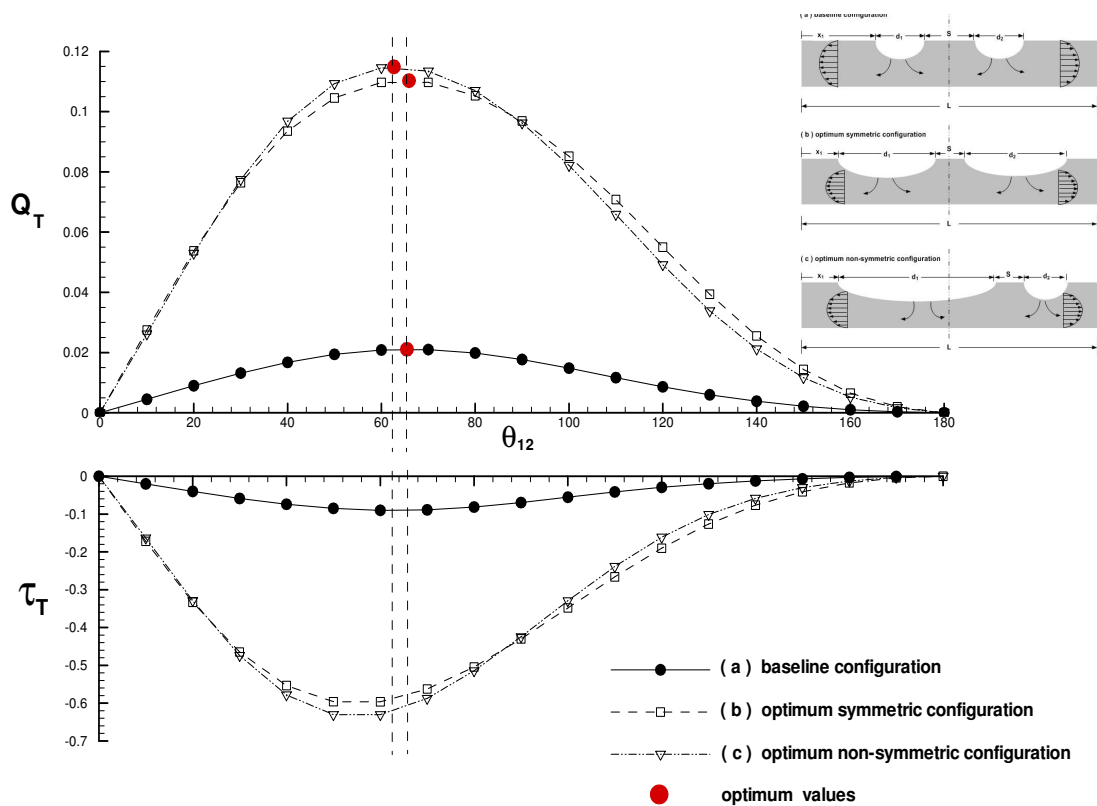 ( a ) baseline configuration
x1 d1 S d2
L
(b) optimum symmetric configuration
x1 d1 S d2
L
(c) optimum non-symmetric configuration
x1 d1 S d2
L
0.12
0.1
0.08
0.06
0.04
0.02
0
QT
0 20 40 60 80 100 120 140 160 180
θ12
0
-0.1
-0.2
-0.3
-0.4
-0.5
-0.6
-0.7
τT
( a ) baseline configuration
( b ) optimum symmetric configuration
( c ) optimum non-symmetric configuration
optimum values